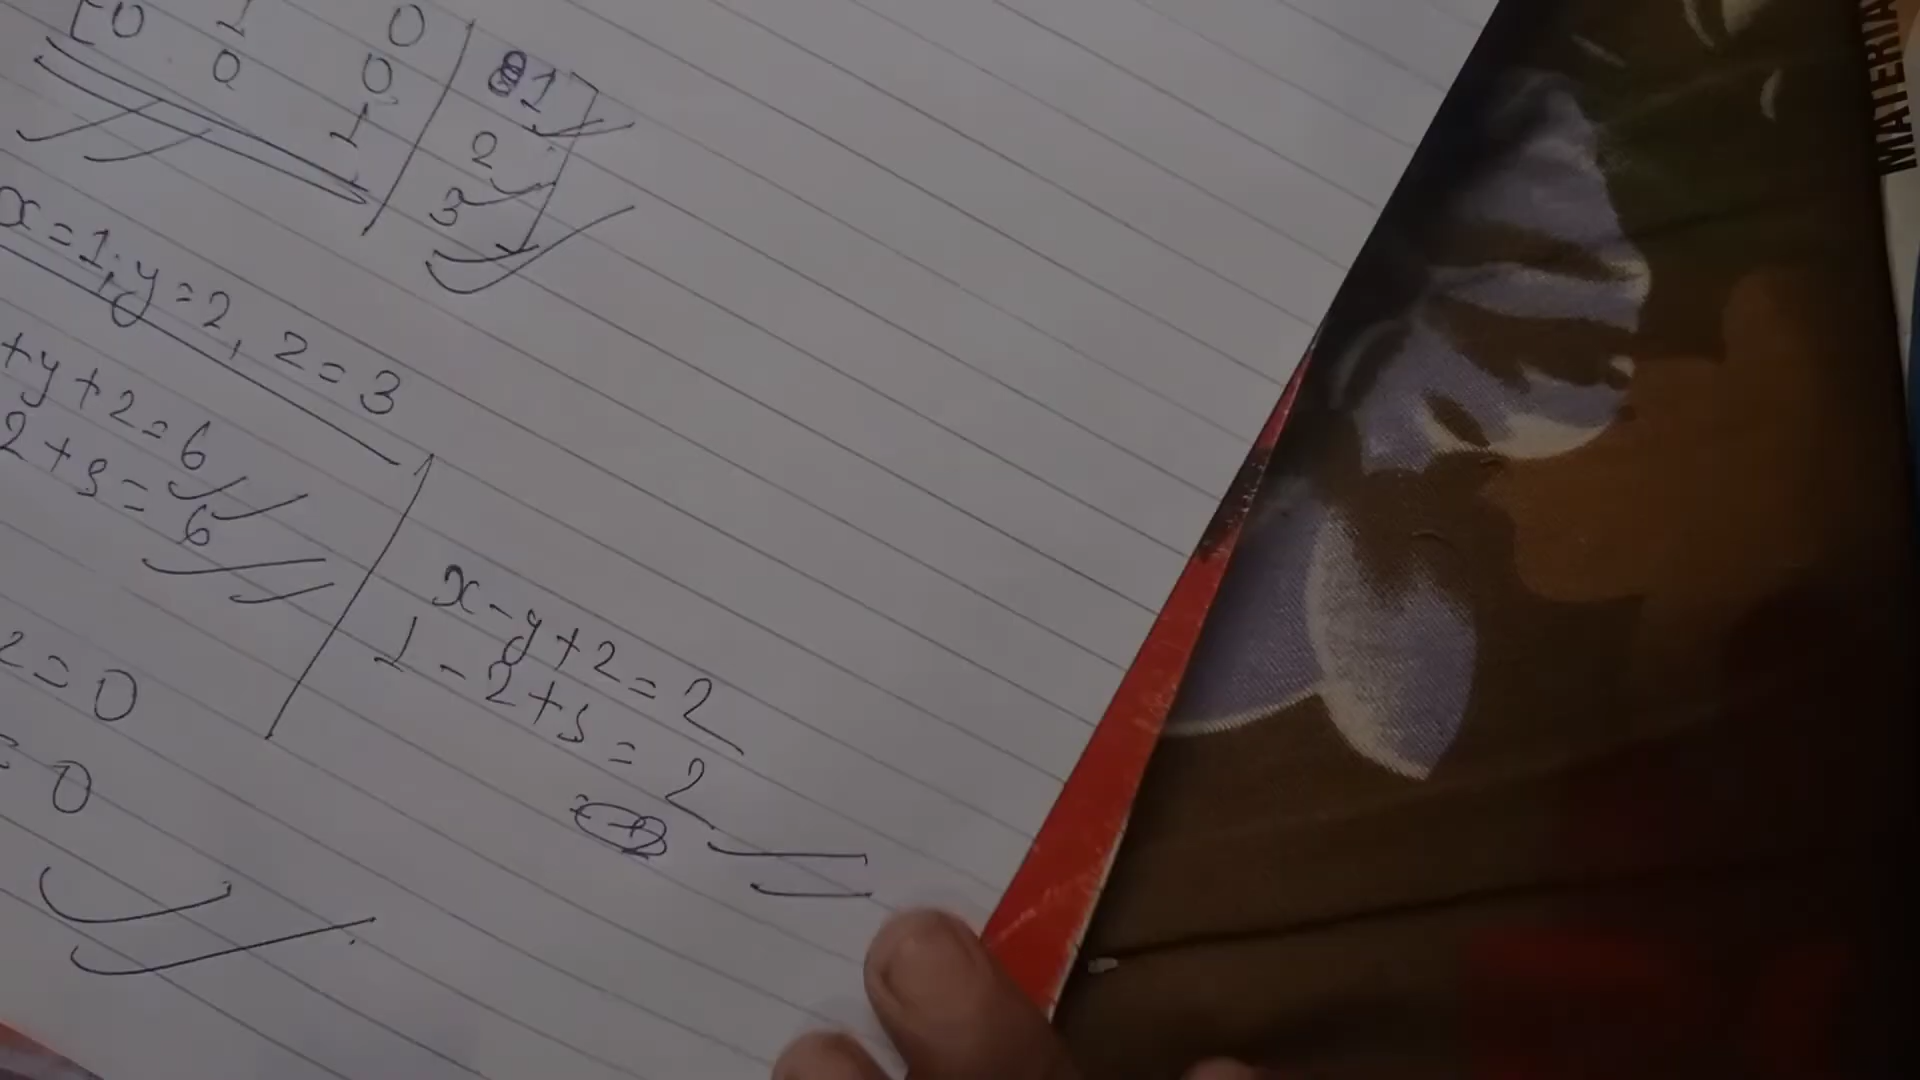 [0 1 0 | 1]
0 0 | 2
1 | 3
x=1, y=2, z=3
+y+z=6
2+3=6
z=0
=0
x-y+z=2
1-2+3=2
MATERIA